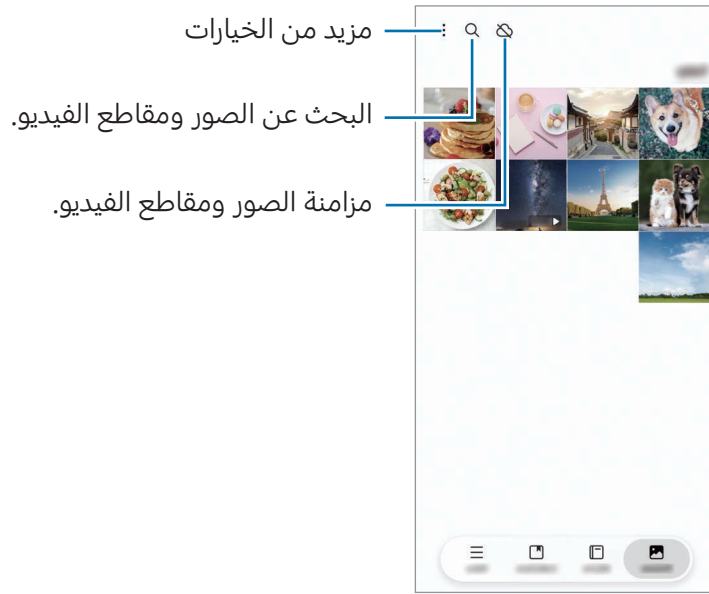 مزيد من الخيارات
البحث عن الصور ومقاطع الفيديو.
مزامنة الصور ومقاطع الفيديو.